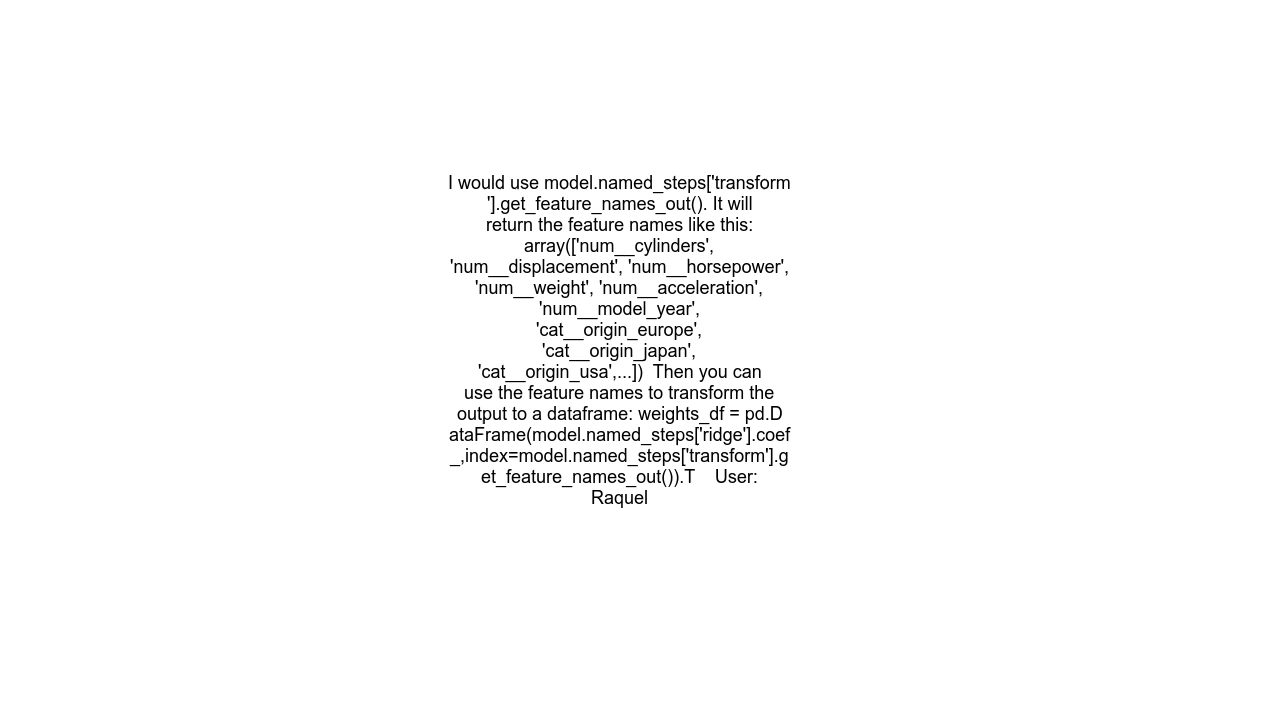 I would use model.named_steps['transform
'].get_feature_names_out(). It will
return the feature names like this:
array(['num__cylinders',
'num__displacement', 'num__horsepower',
'num__weight', 'num__acceleration',
'num__model_year',
'cat__origin_europe',
'cat__origin_japan',
'cat__origin_usa',...])  Then you can
use the feature names to transform the
output to a dataframe: weights_df = pd.D
ataFrame(model.named_steps['ridge'].coef
_,index=model.named_steps['transform'].g
et_feature_names_out()).T    User:
Raquel